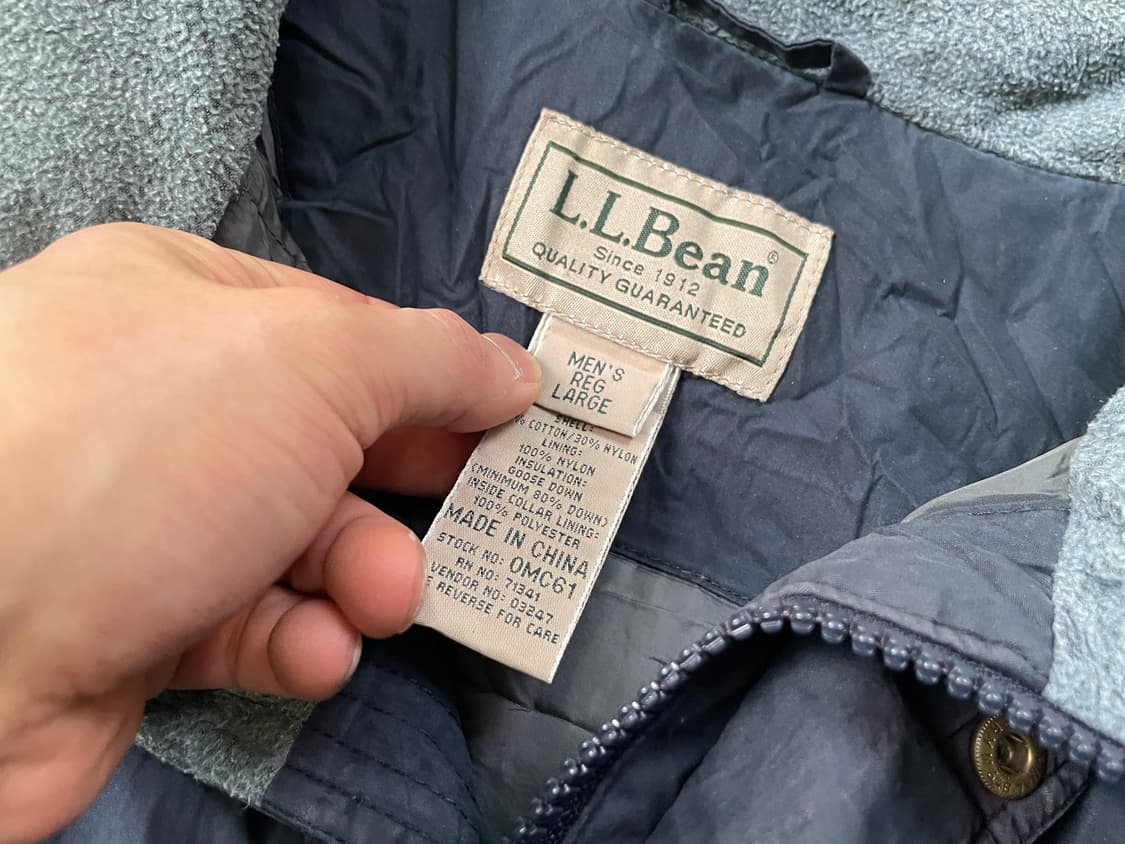 L.L.Bean®
Since 1912
QUALITY GUARANTEED
MEN'S
REG
LARGE
SHELL:
% COTTON/30% NYLON
LINING:
100% NYLON
INSULATION:
GOOSE DOWN
(MINIMUM 80% DOWN)
INSIDE COLLAR LINING:
100% POLYESTER
MADE IN CHINA
STOCK NO: 0MC61
RN NO: 71341
VENDOR NO: 03247
REVERSE FOR CARE